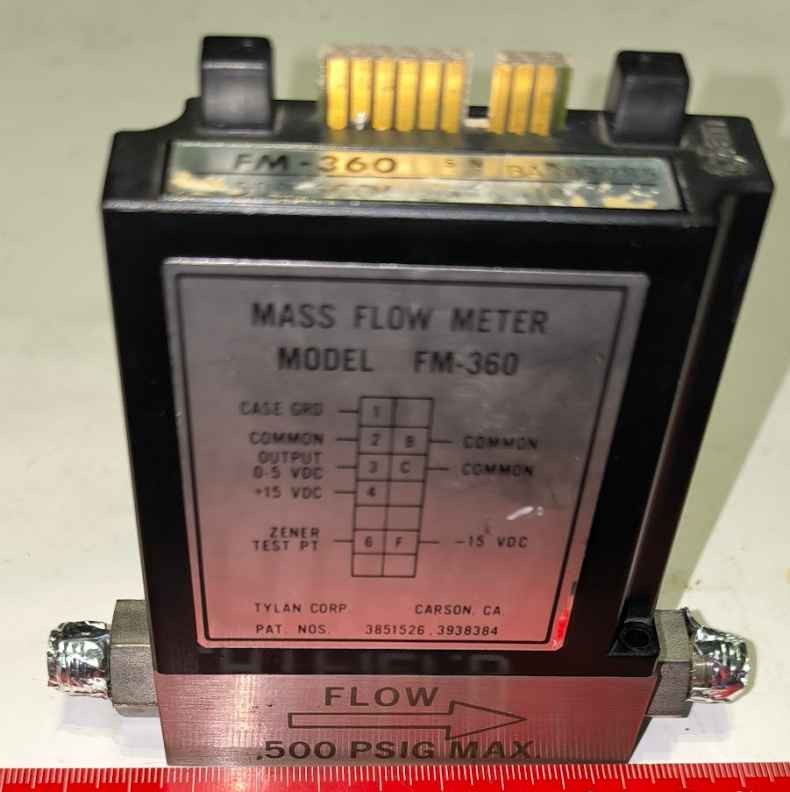 FM-360 SN
MASS FLOW METER
MODEL FM-360
CASE GRD 1
COMMON 2 B COMMON
OUTPUT
0-5 VDC 3 C COMMON
+15 VDC 4
ZENER
TEST PT 6 F -15 VDC
TYLAN CORP. CARSON, CA.
PAT. NOS. 3851526, 3938384
FLOW
500 PSIG MAX